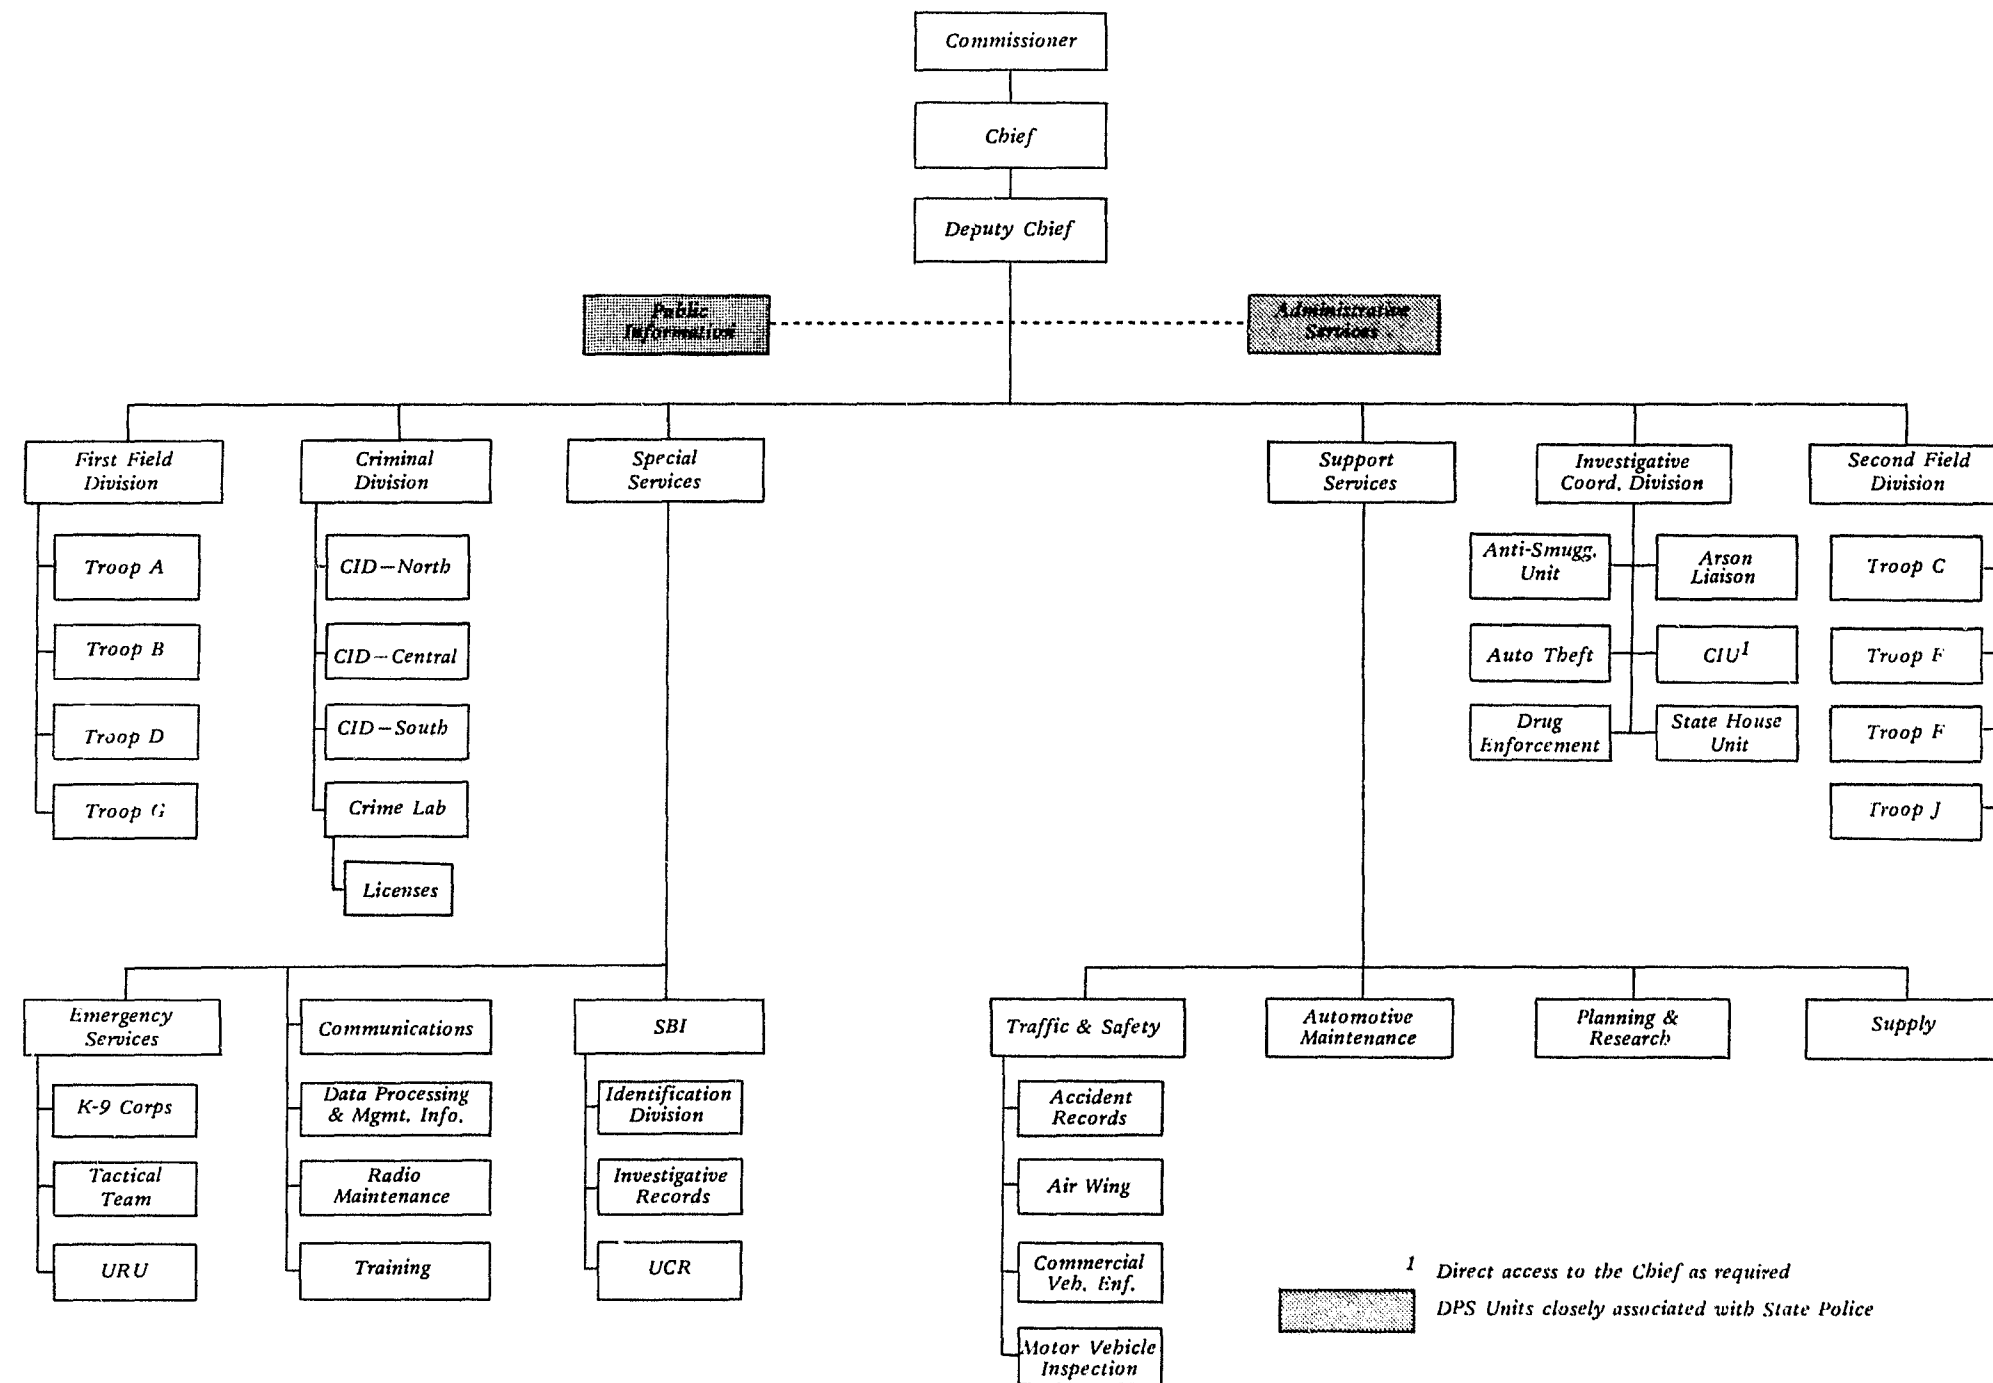 Commissioner
Chief
Deputy Chief
Public
Information
Administrative
Services
First Field
Division
Criminal
Division
Special
Services
Support
Services
Investigative
Coord. Division
Second Field
Division
Troop A
Troop B
Troop D
Troop G
CID—North
CID—Central
CID—South
Crime Lab
Licenses
Anti-Smugg.
Unit
Arson
Liaison
Auto Theft
CIU1
Drug
Enforcement
State House
Unit
Troop C
Troop
Troop F
Troop J
Emergency
Services
K-9 Corps
Tactical
Team
URU
Communications
Data Processing
& Mgmt. Info.
Radio
Maintenance
Training
SBI
Identification
Division
Investigative
Records
UCR
Traffic & Safety
Accident
Records
Air Wing
Commercial
Veh. Enf.
Motor Vehicle
Inspection
Automotive
Maintenance
Planning &
Research
Supply
1 Direct access to the Chief as required
DPS Units closely associated with State Police